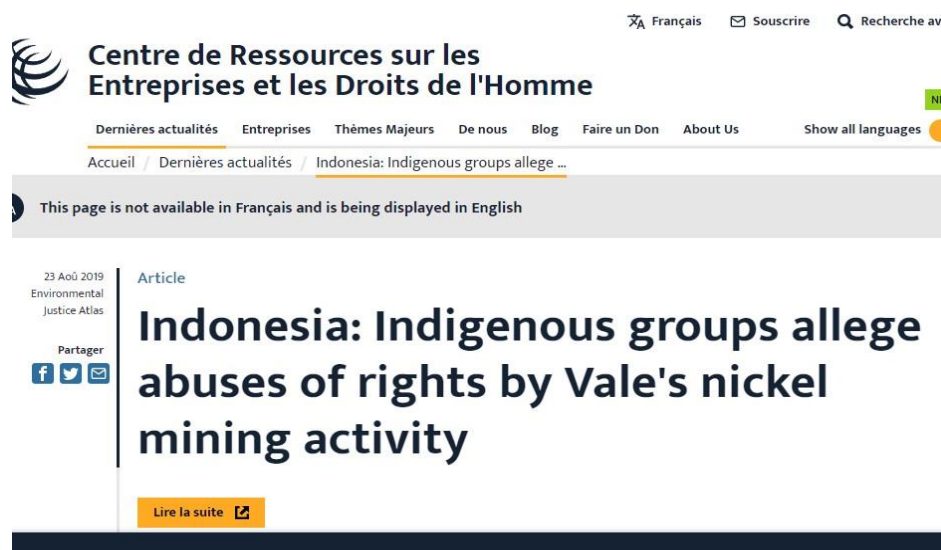 Français Souscrire Recherche av
Centre de Ressources sur les
Entreprises et les Droits de l'Homme
Dernières actualités Entreprises Thèmes Majeurs De nous Blog Faire un Don About Us Show all languages
Accueil / Dernières actualités / Indonesia: Indigenous groups allege ...
This page is not available in Français and is being displayed in English
23 Aoû 2019
Environmental
Justice Atlas
Partager
Article
Indonesia: Indigenous groups allege
abuses of rights by Vale's nickel
mining activity
Lire la suite